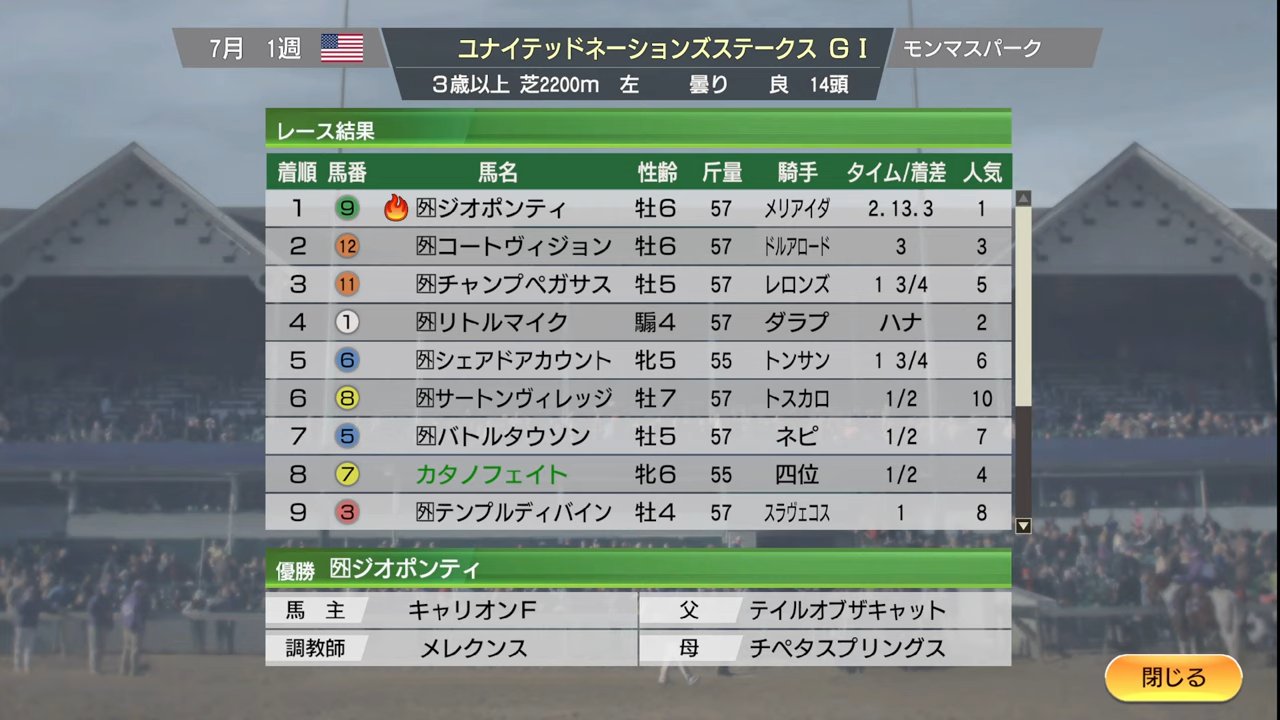 7月 1週 ユナイテッドネーションズステークス GⅠ モンマスパーク
3歳以上 芝2200m 左 曇り 良 14頭
レース結果
着順 馬番 馬名 性齢 斤量 騎手 タイム/着差 人気
1 9 外ジオポンティ 牡6 57 メリアイダ 2.13.3 1
2 12 外コートヴィジョン 牡6 57 ドルアロード 3 3
3 11 外チャンプペガサス 牡5 57 レロンズ 1 3/4 5
4 1 外リトルマイク 騸4 57 ダラプ ハナ 2
5 6 外シェアドアカウント 牝5 55 トンサン 1 3/4 6
6 8 外サートンヴィレッジ 牡7 57 トスカロ 1/2 10
7 5 外バトルタウソン 牡5 57 ネピ 1/2 7
8 7 カタノフェイト 牝6 55 四位 1/2 4
9 3 外テンプルディバイン 牡4 57 スラヴェコス 1 8
優勝 外ジオポンティ
馬主 キャリオンF 父 テイルオブザキャット
調教師 メレクンス 母 チペタスプリングス
閉じる